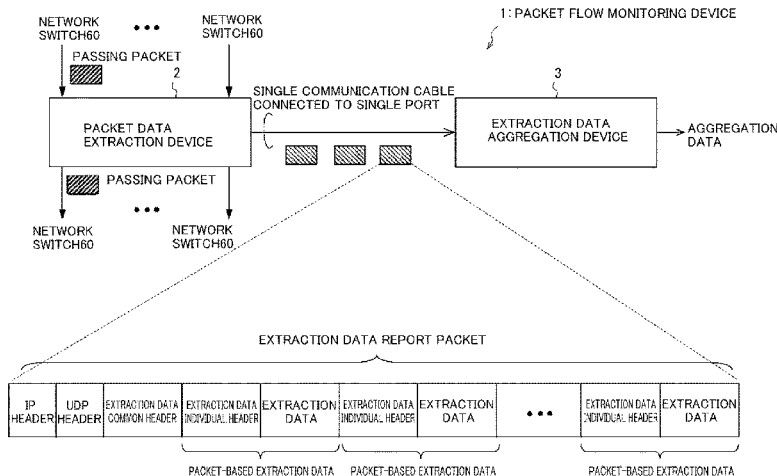 1: PACKET FLOW MONITORING DEVICE
NETWORK
SWITCH60
NETWORK
SWITCH60
PASSING PACKET
2
SINGLE COMMUNICATION CABLE
CONNECTED TO SINGLE PORT
3
PACKET DATA
EXTRACTION DEVICE
EXTRACTION DATA
AGGREGATION DEVICE
AGGREGATION
DATA
PASSING PACKET
NETWORK
SWITCH60
NETWORK
SWITCH60
EXTRACTION DATA REPORT PACKET
IP
HEADER
UDP
HEADER
EXTRACTION DATA
COMMON HEADER
EXTRACTION DATA
INDIVIDUAL HEADER
EXTRACTION
DATA
EXTRACTION DATA
INDIVIDUAL HEADER
EXTRACTION
DATA
EXTRACTION DATA
INDIVIDUAL HEADER
EXTRACTION
DATA
PACKET-BASED EXTRACTION DATA
PACKET-BASED EXTRACTION DATA
PACKET-BASED EXTRACTION DATA